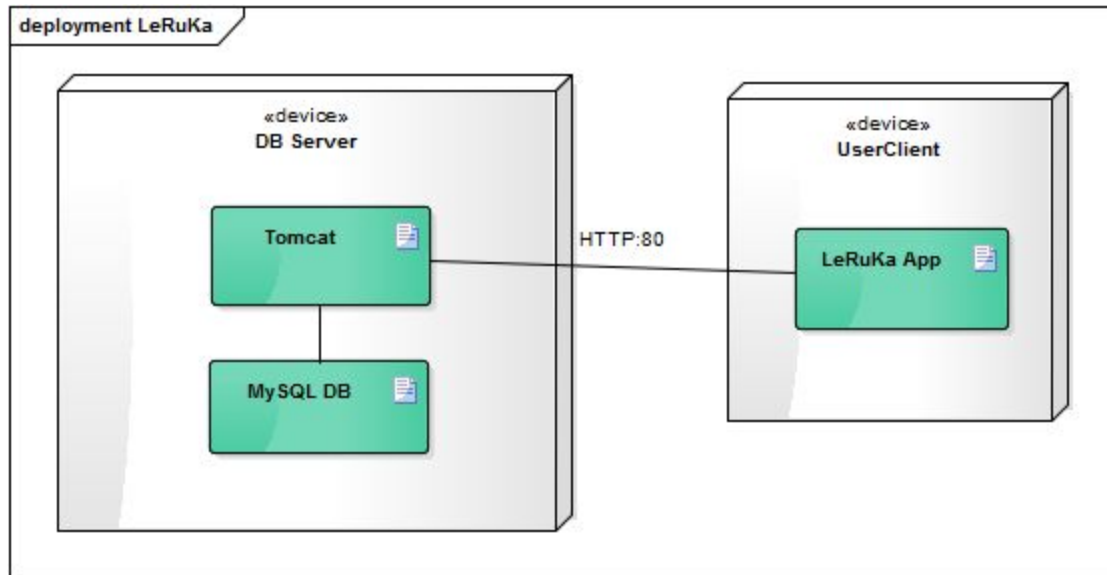 deployment LeRuKa
«device»
DB Server
Tomcat
MySQL DB
HTTP:80
«device»
UserClient
LeRuKa App